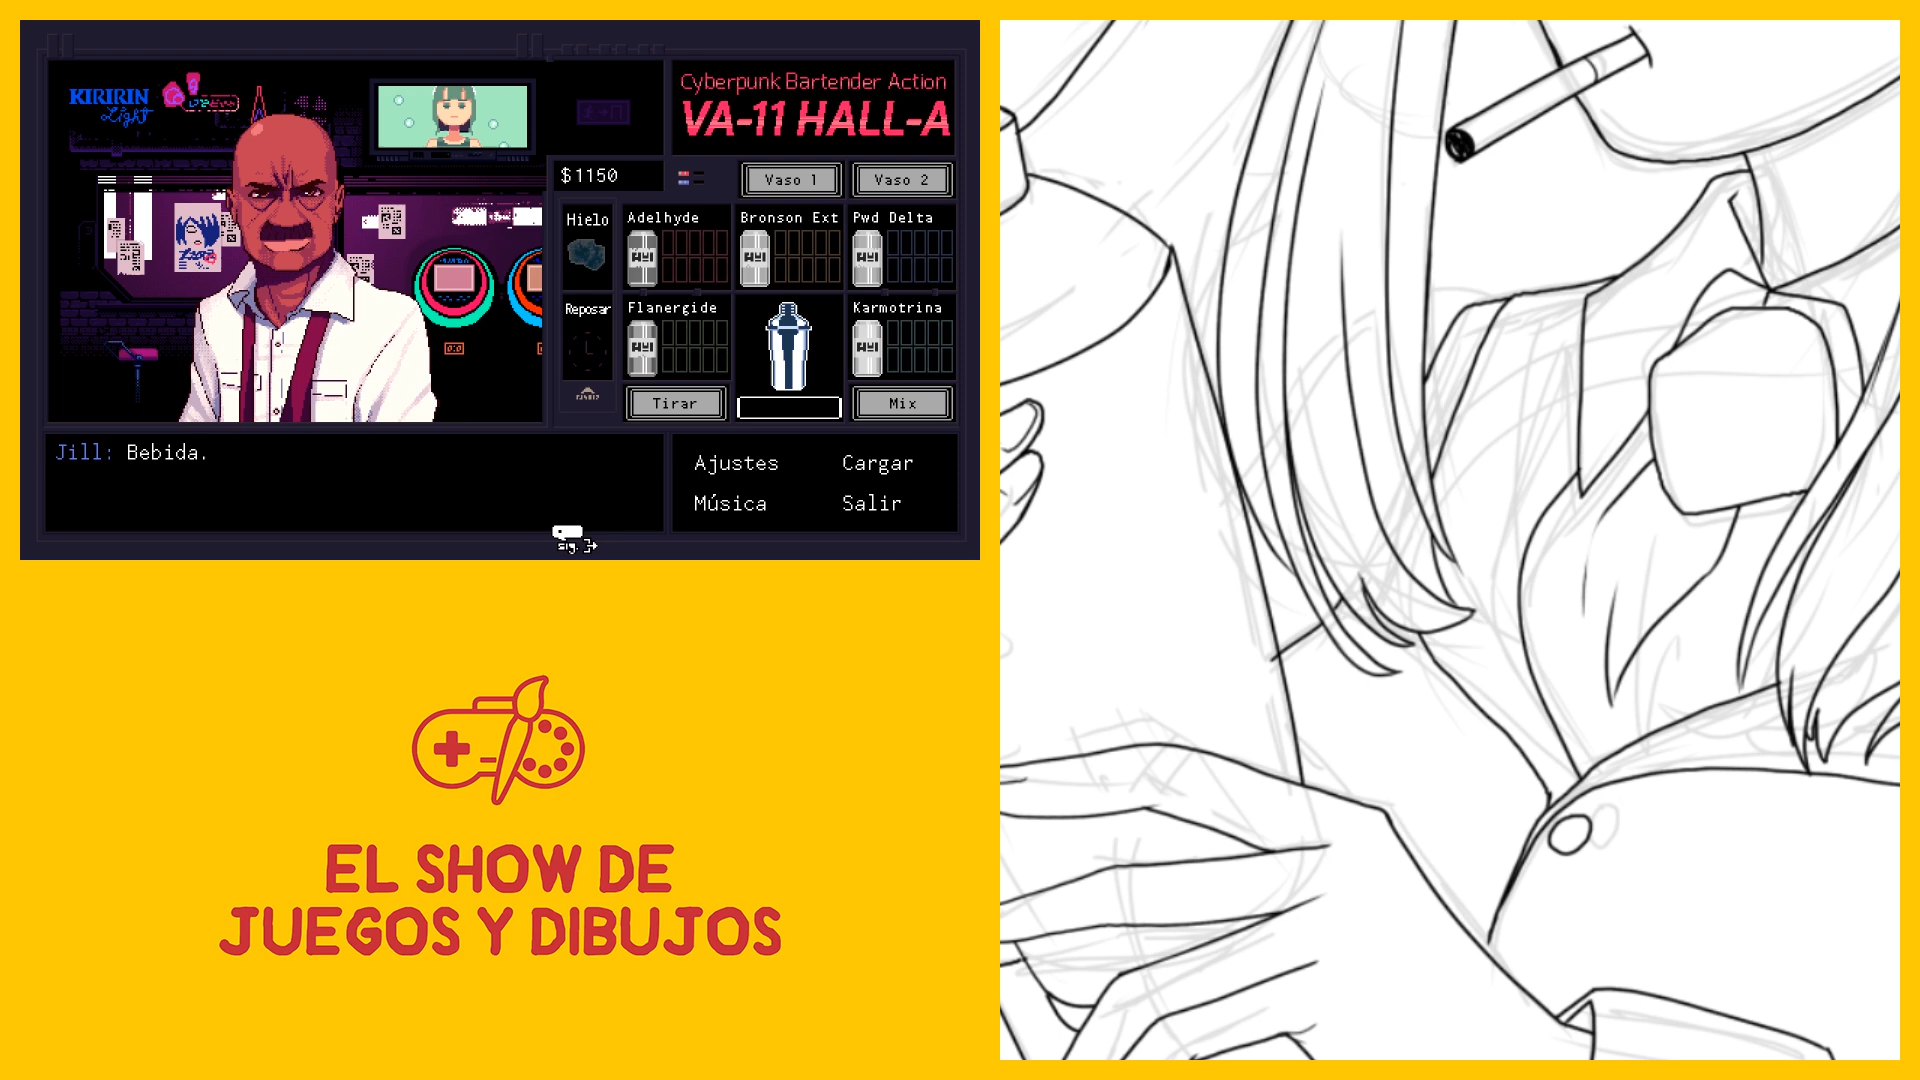 KIRIRIN
Light
Cyberpunk Bartender Action
VA-11 HALL-A
$1150
Vaso 1
Vaso 2
Hielo
Adelhyde
Bronson Ext
Pwd Delta
Reposar
Flanergide
Karmotrina
Tirar
Mix
Jill: Bebida.
Ajustes
Cargar
Música
Salir
sig.
EL SHOW DE
JUEGOS Y DIBUJOS